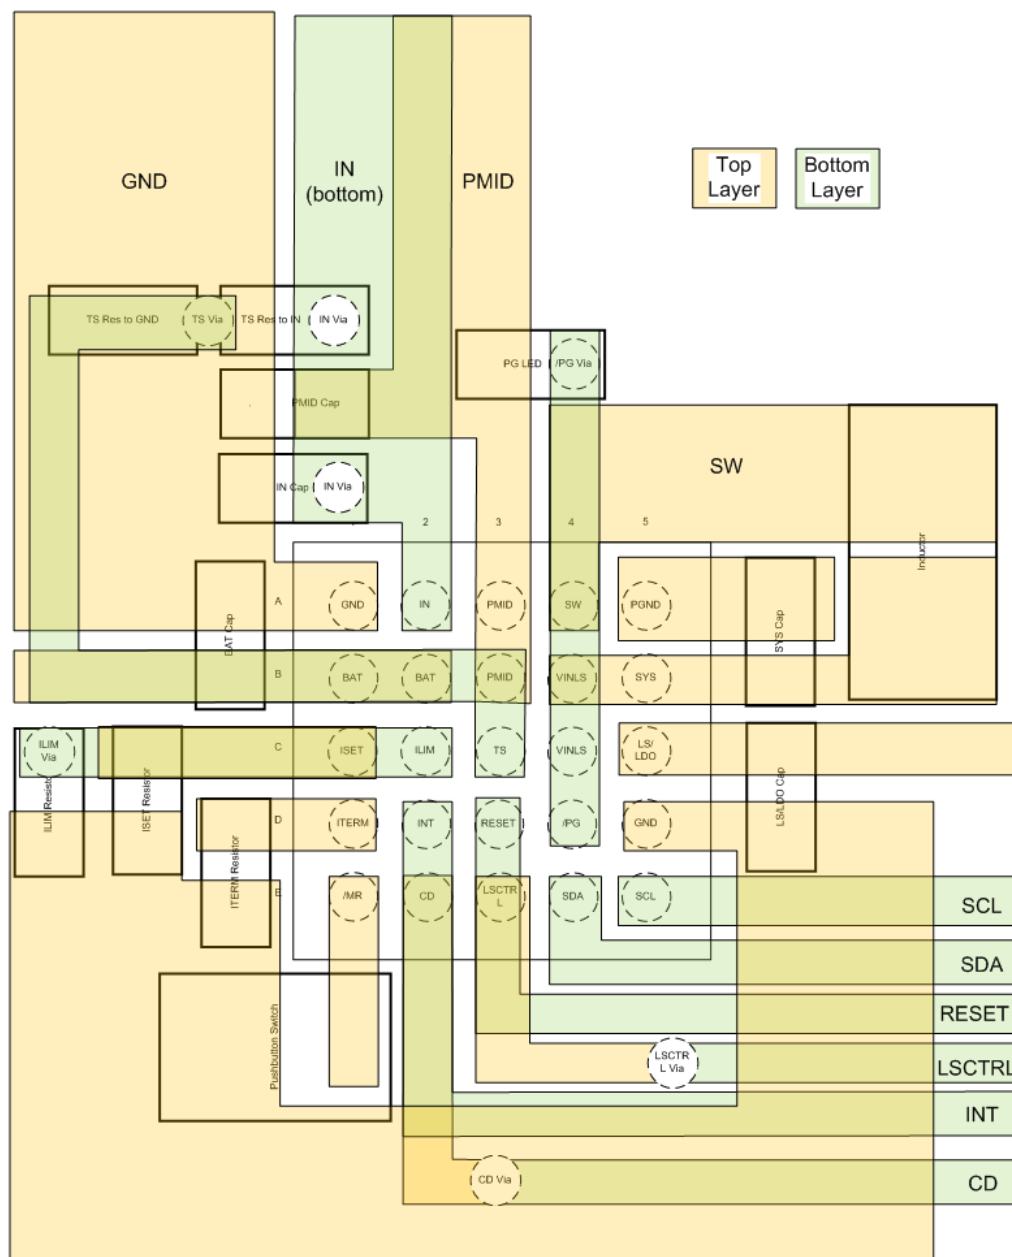 GND
IN
(bottom)
PMID
Top
Layer
Bottom
Layer
TS Res to GND
TS Via
TS Res to IN
IN Via
PG LED
/PG Via
PMID Cap
SW
IN Cap
IN Via
2
3
4
5
Inductor
A
GND
IN
PMID
SW
PGND
BAT Cap
SYS Cap
B
BAT
BAT
PMID
VINLS
SYS
ILIM
Via
C
ISET
ILIM
TS
VINLS
LS/
LDO
ILIM Resistor
ISET Resistor
LS/LDO Cap
D
ITERM
INT
RESET
/PG
GND
ITERM Resistor
E
/MR
CD
LSCTR
L
SDA
SCL
SCL
SDA
RESET
Pushbutton Switch
LSCTR
L Via
LSCTRL
INT
CD Via
CD